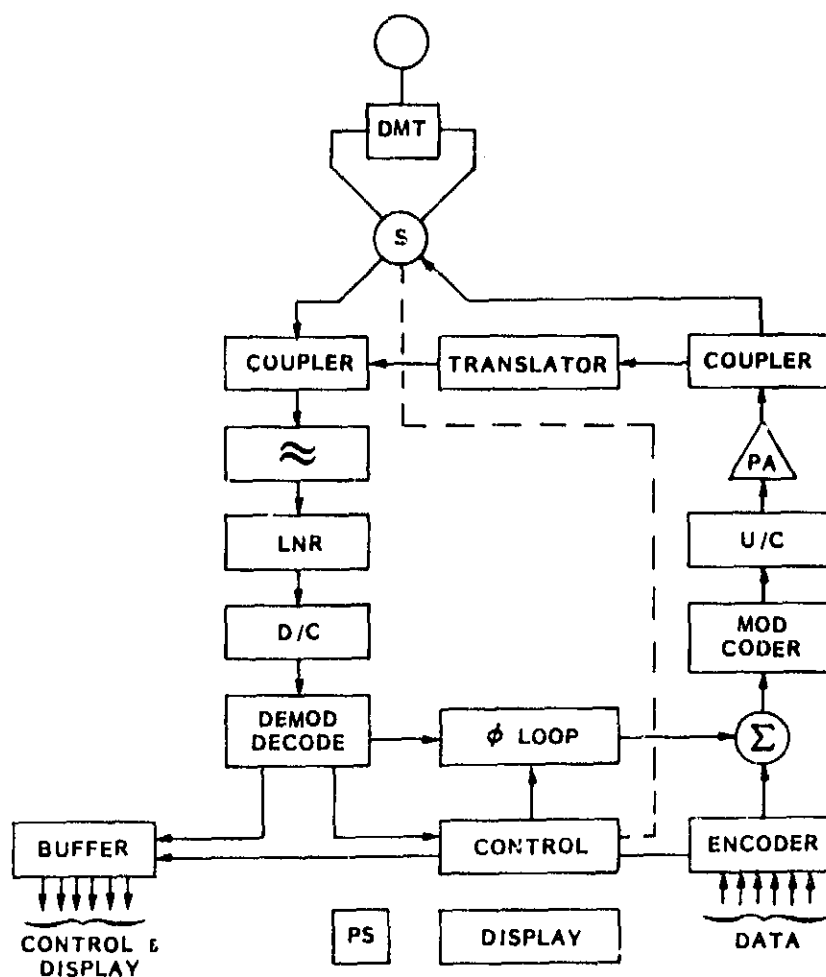 DMT
S
COUPLER
TRANSLATOR
COUPLER
≈
PA
LNR
U/C
D/C
MOD
CODER
DEMOD
DECODE
ϕ LOOP
Σ
BUFFER
CONTROL
ENCODER
CONTROL &
DISPLAY
PS
DISPLAY
DATA